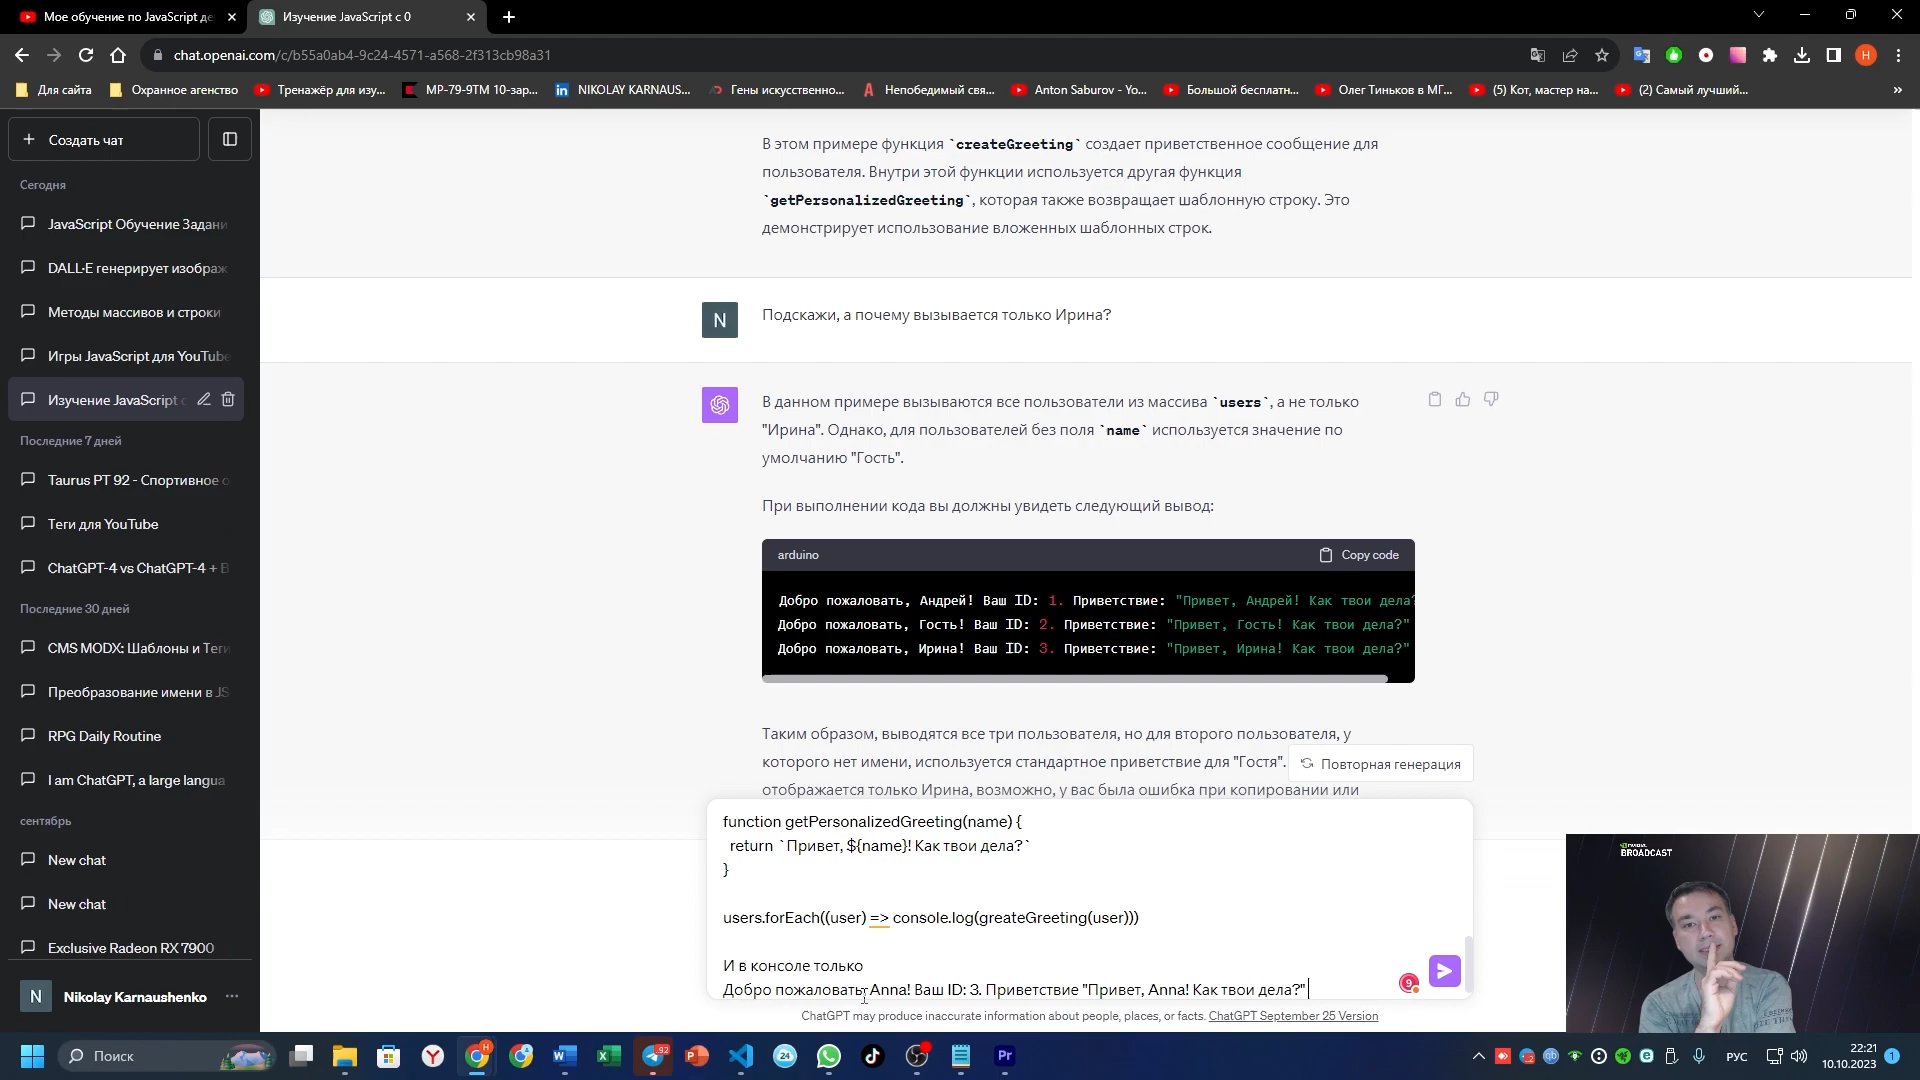 Мое обучение по JavaScript де
Изучение JavaScript с 0
chat.openai.com/c/b55a0ab4-9c24-4571-a568-2f313cb98a31
Для сайта
Охранное агенство
Тренажёр для изу...
МР-79-9ТМ 10-зар...
NIKOLAY KARNAUS...
Гены искусственно...
Непобедимый свя...
Anton Saburov - Yo...
Большой бесплатн...
Олег Тиньков в МГ...
(5) Кот, мастер на...
(2) Самый лучший...
Создать чат
Сегодня
JavaScript Обучение Задани
DALL-E генерирует изображ
Методы массивов и строки
Игры JavaScript для YouTube
Изучение JavaScript с
Последние 7 дней
Taurus PT 92 - Спортивное о
Теги для YouTube
ChatGPT-4 vs ChatGPT-4 + B
Последние 30 дней
CMS MODX: Шаблоны и Теги
Преобразование имени в JS
RPG Daily Routine
I am ChatGPT, a large langua
сентябрь
New chat
New chat
Exclusive Radeon RX 7900
N
Nikolay Karnaushenko
В этом примере функция `createGreeting` создает приветственное сообщение для
пользователя. Внутри этой функции используется другая функция
`getPersonalizedGreeting`, которая также возвращает шаблонную строку. Это
демонстрирует использование вложенных шаблонных строк.
N
Подскажи, а почему вызывается только Ирина?
В данном примере вызываются все пользователи из массива `users`, а не только
"Ирина". Однако, для пользователей без поля `name` используется значение по
умолчанию "Гость".
При выполнении кода вы должны увидеть следующий вывод:
arduino
Copy code
Добро пожаловать, Андрей! Ваш ID: 1. Приветствие: "Привет, Андрей! Как твои дела?
Добро пожаловать, Гость! Ваш ID: 2. Приветствие: "Привет, Гость! Как твои дела?"
Добро пожаловать, Ирина! Ваш ID: 3. Приветствие: "Привет, Ирина! Как твои дела?"
Таким образом, выводятся все три пользователя, но для второго пользователя, у
которого нет имени, используется стандартное приветствие для "Гостя".
Повторная генерация
отображается только Ирина, возможно, у вас была ошибка при копировании или
function getPersonalizedGreeting(name) {
return `Привет, ${name}! Как твои дела?`
}
users.forEach((user) => console.log(greateGreeting(user)))
И в консоле только
Добро пожаловать, Anna! Ваш ID: 3. Приветствие "Привет, Anna! Как твои дела?"
9
ChatGPT may produce inaccurate information about people, places, or facts. ChatGPT September 25 Version
NVIDIA
BROADCAST
H
Поиск
92
24
Pr
РУС
22:21
10.10.2023
1